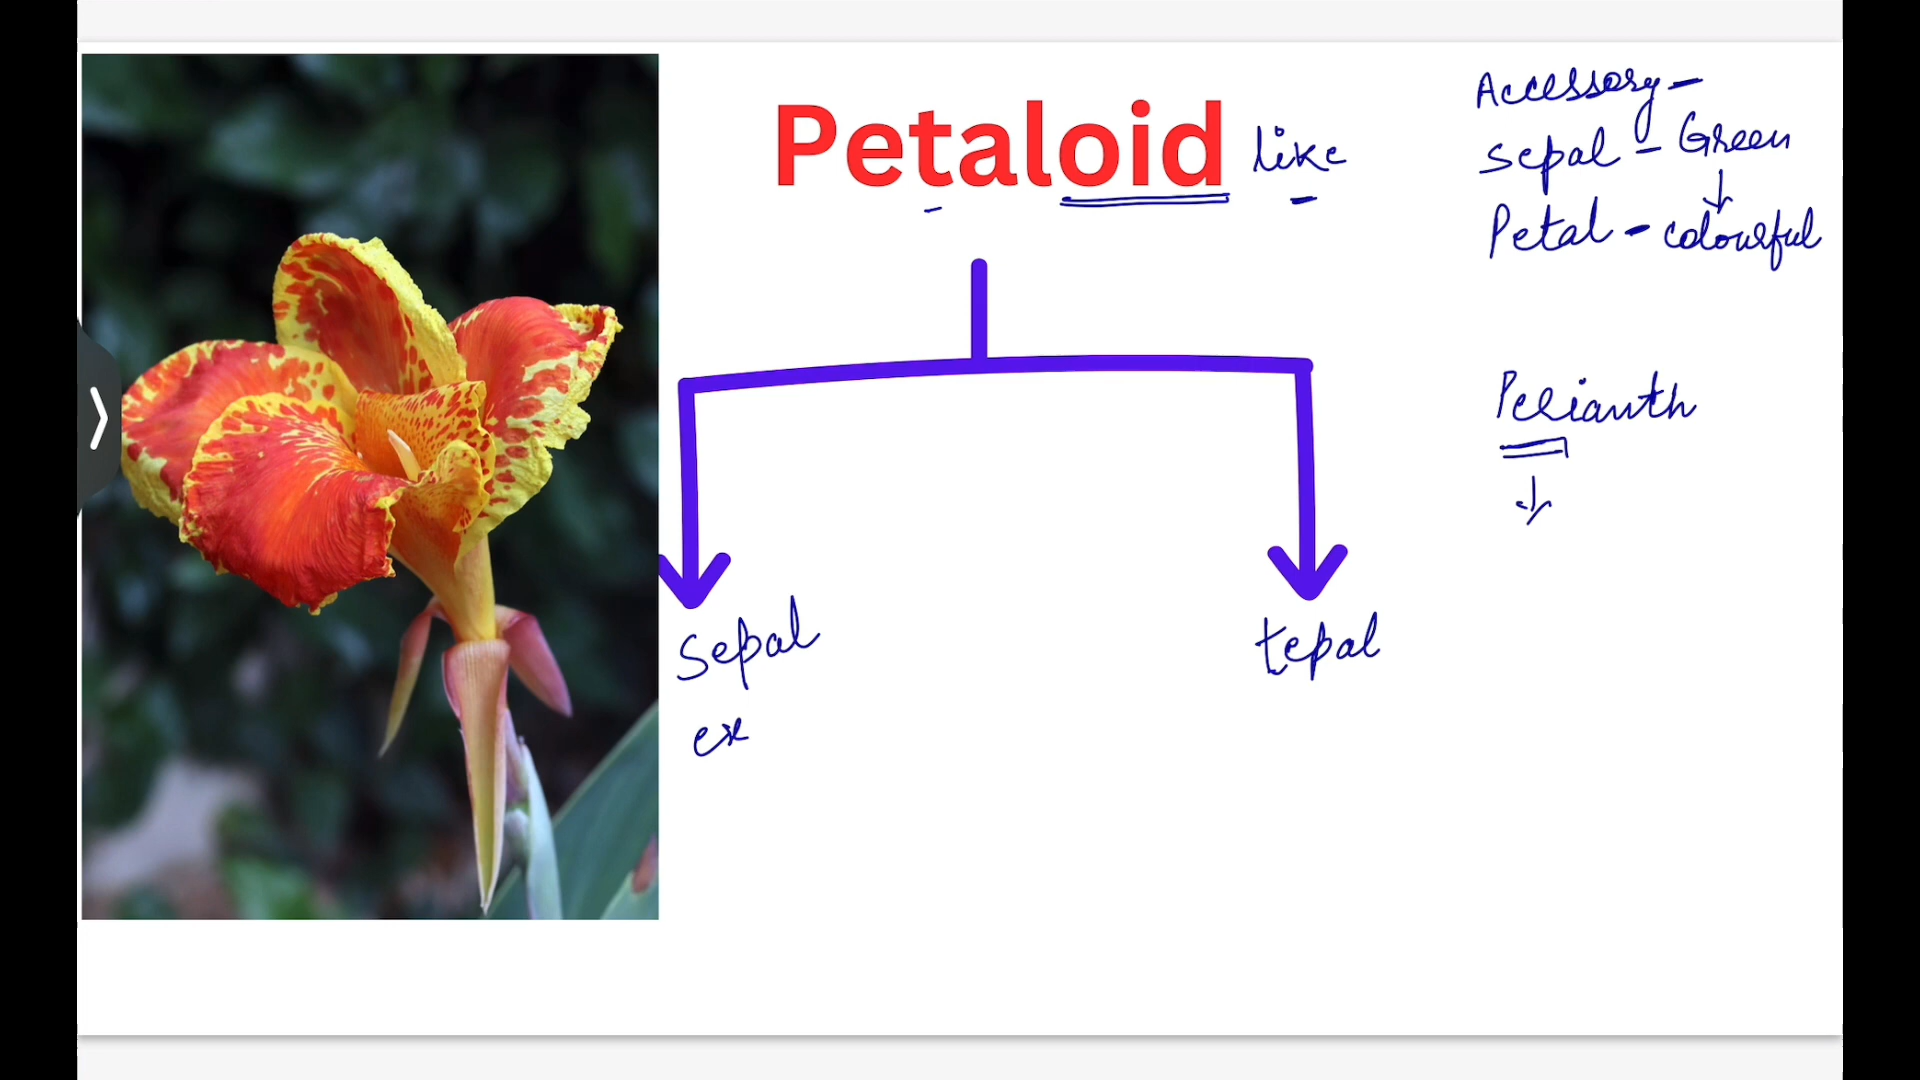 Petaloid like
Accessory -
sepal - Green
Petal - colourful
Perianth
sepal
tepal
ex